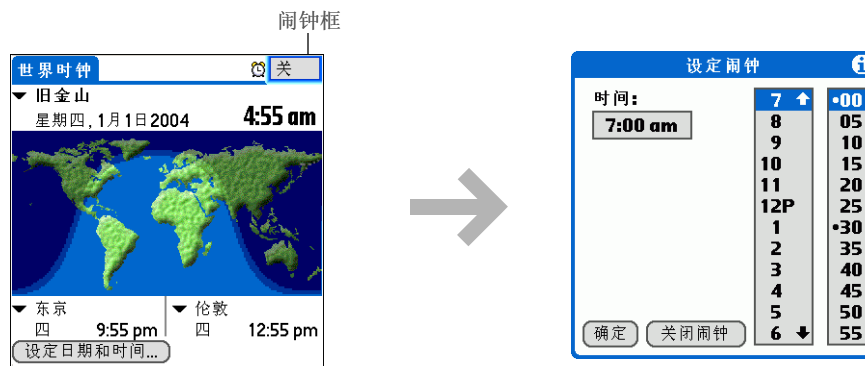 闹钟框
世界时钟
关
旧金山
星期四,1月1日2004
4:55 am
东京
四
9:55 pm
伦敦
四
12:55 pm
设定日期和时间...
设定闹钟
i
时间:
7:00 am
7
8
9
10
11
12P
1
2
3
4
5
6
•00
05
10
15
20
25
•30
35
40
45
50
55
确定
关闭闹钟